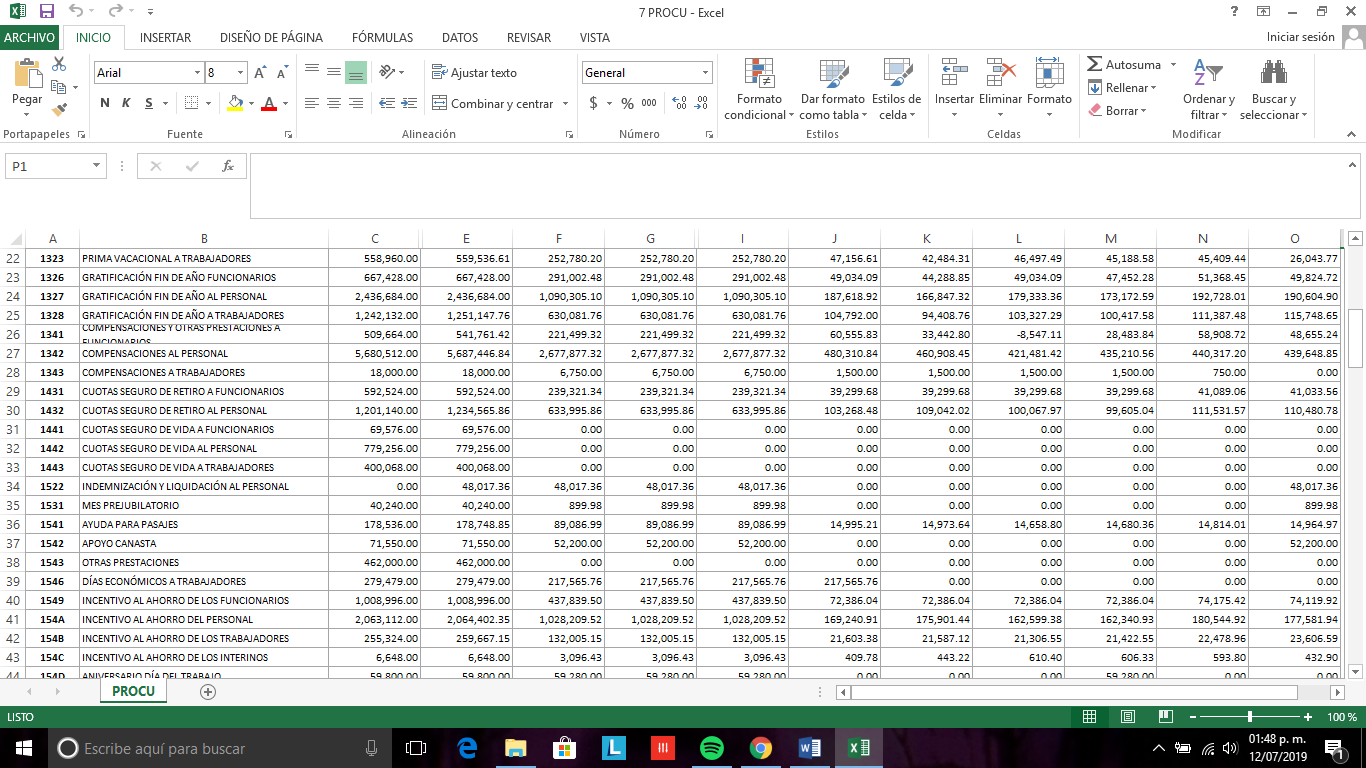 7 PROCU - Excel
ARCHIVO INICIO INSERTAR DISEÑO DE PÁGINA FÓRMULAS DATOS REVISAR VISTA Iniciar sesión
Pegar Arial 8 Ajustar texto General Formato condicional Dar formato como tabla Estilos de celda Insertar Eliminar Formato Autosuma Rellenar Borrar Ordenar y filtrar Buscar y seleccionar
N K S Combinar y centrar $ % 000
Portapapeles Fuente Alineación Número Estilos Celdas Modificar
P1 fx
A B C E F G I J K L M N O
22 1323 PRIMA VACACIONAL A TRABAJADORES 558,960.00 559,536.61 252,780.20 252,780.20 252,780.20 47,156.61 42,484.31 46,497.49 45,188.58 45,409.44 26,043.77
23 1326 GRATIFICACIÓN FIN DE AÑO FUNCIONARIOS 667,428.00 667,428.00 291,002.48 291,002.48 291,002.48 49,034.09 44,288.85 49,034.09 47,452.28 51,368.45 49,824.72
24 1327 GRATIFICACIÓN FIN DE AÑO AL PERSONAL 2,436,684.00 2,436,684.00 1,090,305.10 1,090,305.10 1,090,305.10 187,618.92 166,847.32 179,333.36 173,172.59 192,728.01 190,604.90
25 1328 GRATIFICACIÓN FIN DE AÑO A TRABAJADORES 1,242,132.00 1,251,147.76 630,081.76 630,081.76 630,081.76 104,792.00 94,408.76 103,327.29 100,417.58 111,387.48 115,748.65
26 1341 COMPENSACIONES Y OTRAS PRESTACIONES A FUNCIONARIOS 509,664.00 541,761.42 221,499.32 221,499.32 221,499.32 60,555.83 33,442.80 -8,547.11 28,483.84 58,908.72 48,655.24
27 1342 COMPENSACIONES AL PERSONAL 5,680,512.00 5,687,446.84 2,677,877.32 2,677,877.32 2,677,877.32 480,310.84 460,908.45 421,481.42 435,210.56 440,317.20 439,648.85
28 1343 COMPENSACIONES A TRABAJADORES 18,000.00 18,000.00 6,750.00 6,750.00 6,750.00 1,500.00 1,500.00 1,500.00 1,500.00 750.00 0.00
29 1431 CUOTAS SEGURO DE RETIRO A FUNCIONARIOS 592,524.00 592,524.00 239,321.34 239,321.34 239,321.34 39,299.68 39,299.68 39,299.68 39,299.68 41,089.06 41,033.56
30 1432 CUOTAS SEGURO DE RETIRO AL PERSONAL 1,201,140.00 1,234,565.86 633,995.86 633,995.86 633,995.86 103,268.48 109,042.02 100,067.97 99,605.04 111,531.57 110,480.78
31 1441 CUOTAS SEGURO DE VIDA A FUNCIONARIOS 69,576.00 69,576.00 0.00 0.00 0.00 0.00 0.00 0.00 0.00 0.00 0.00
32 1442 CUOTAS SEGURO DE VIDA AL PERSONAL 779,256.00 779,256.00 0.00 0.00 0.00 0.00 0.00 0.00 0.00 0.00 0.00
33 1443 CUOTAS SEGURO DE VIDA A TRABAJADORES 400,068.00 400,068.00 0.00 0.00 0.00 0.00 0.00 0.00 0.00 0.00 0.00
34 1522 INDEMNIZACIÓN Y LIQUIDACIÓN AL PERSONAL 0.00 48,017.36 48,017.36 48,017.36 48,017.36 0.00 0.00 0.00 0.00 0.00 48,017.36
35 1531 MES PREJUBILATORIO 40,240.00 40,240.00 899.98 899.98 899.98 0.00 0.00 0.00 0.00 0.00 899.98
36 1541 AYUDA PARA PASAJES 178,536.00 178,748.85 89,086.99 89,086.99 89,086.99 14,995.21 14,973.64 14,658.80 14,680.36 14,814.01 14,964.97
37 1542 APOYO CANASTA 71,550.00 71,550.00 52,200.00 52,200.00 52,200.00 0.00 0.00 0.00 0.00 0.00 52,200.00
38 1543 OTRAS PRESTACIONES 462,000.00 462,000.00 0.00 0.00 0.00 0.00 0.00 0.00 0.00 0.00 0.00
39 1546 DÍAS ECONÓMICOS A TRABAJADORES 279,479.00 279,479.00 217,565.76 217,565.76 217,565.76 217,565.76 0.00 0.00 0.00 0.00 0.00
40 1549 INCENTIVO AL AHORRO DE LOS FUNCIONARIOS 1,008,996.00 1,008,996.00 437,839.50 437,839.50 437,839.50 72,386.04 72,386.04 72,386.04 72,386.04 74,175.42 74,119.92
41 154A INCENTIVO AL AHORRO DEL PERSONAL 2,063,112.00 2,064,402.35 1,028,209.52 1,028,209.52 1,028,209.52 169,240.91 175,901.44 162,599.38 162,340.93 180,544.92 177,581.94
42 154B INCENTIVO AL AHORRO DE LOS TRABAJADORES 255,324.00 259,667.15 132,005.15 132,005.15 132,005.15 21,603.38 21,587.12 21,306.55 21,422.55 22,478.96 23,606.59
43 154C INCENTIVO AL AHORRO DE LOS INTERINOS 6,648.00 6,648.00 3,096.43 3,096.43 3,096.43 409.78 443.22 610.40 606.33 593.80 432.90
44 154D ANIVERSARIO DÍA DEL TRABAJO 59,800.00 59,800.00 59,280.00 59,280.00 59,280.00 0.00 0.00 0.00 59,280.00 0.00 0.00
PROCU
LISTO 100 %
Escribe aquí para buscar 01:48 p. m.
12/07/2019